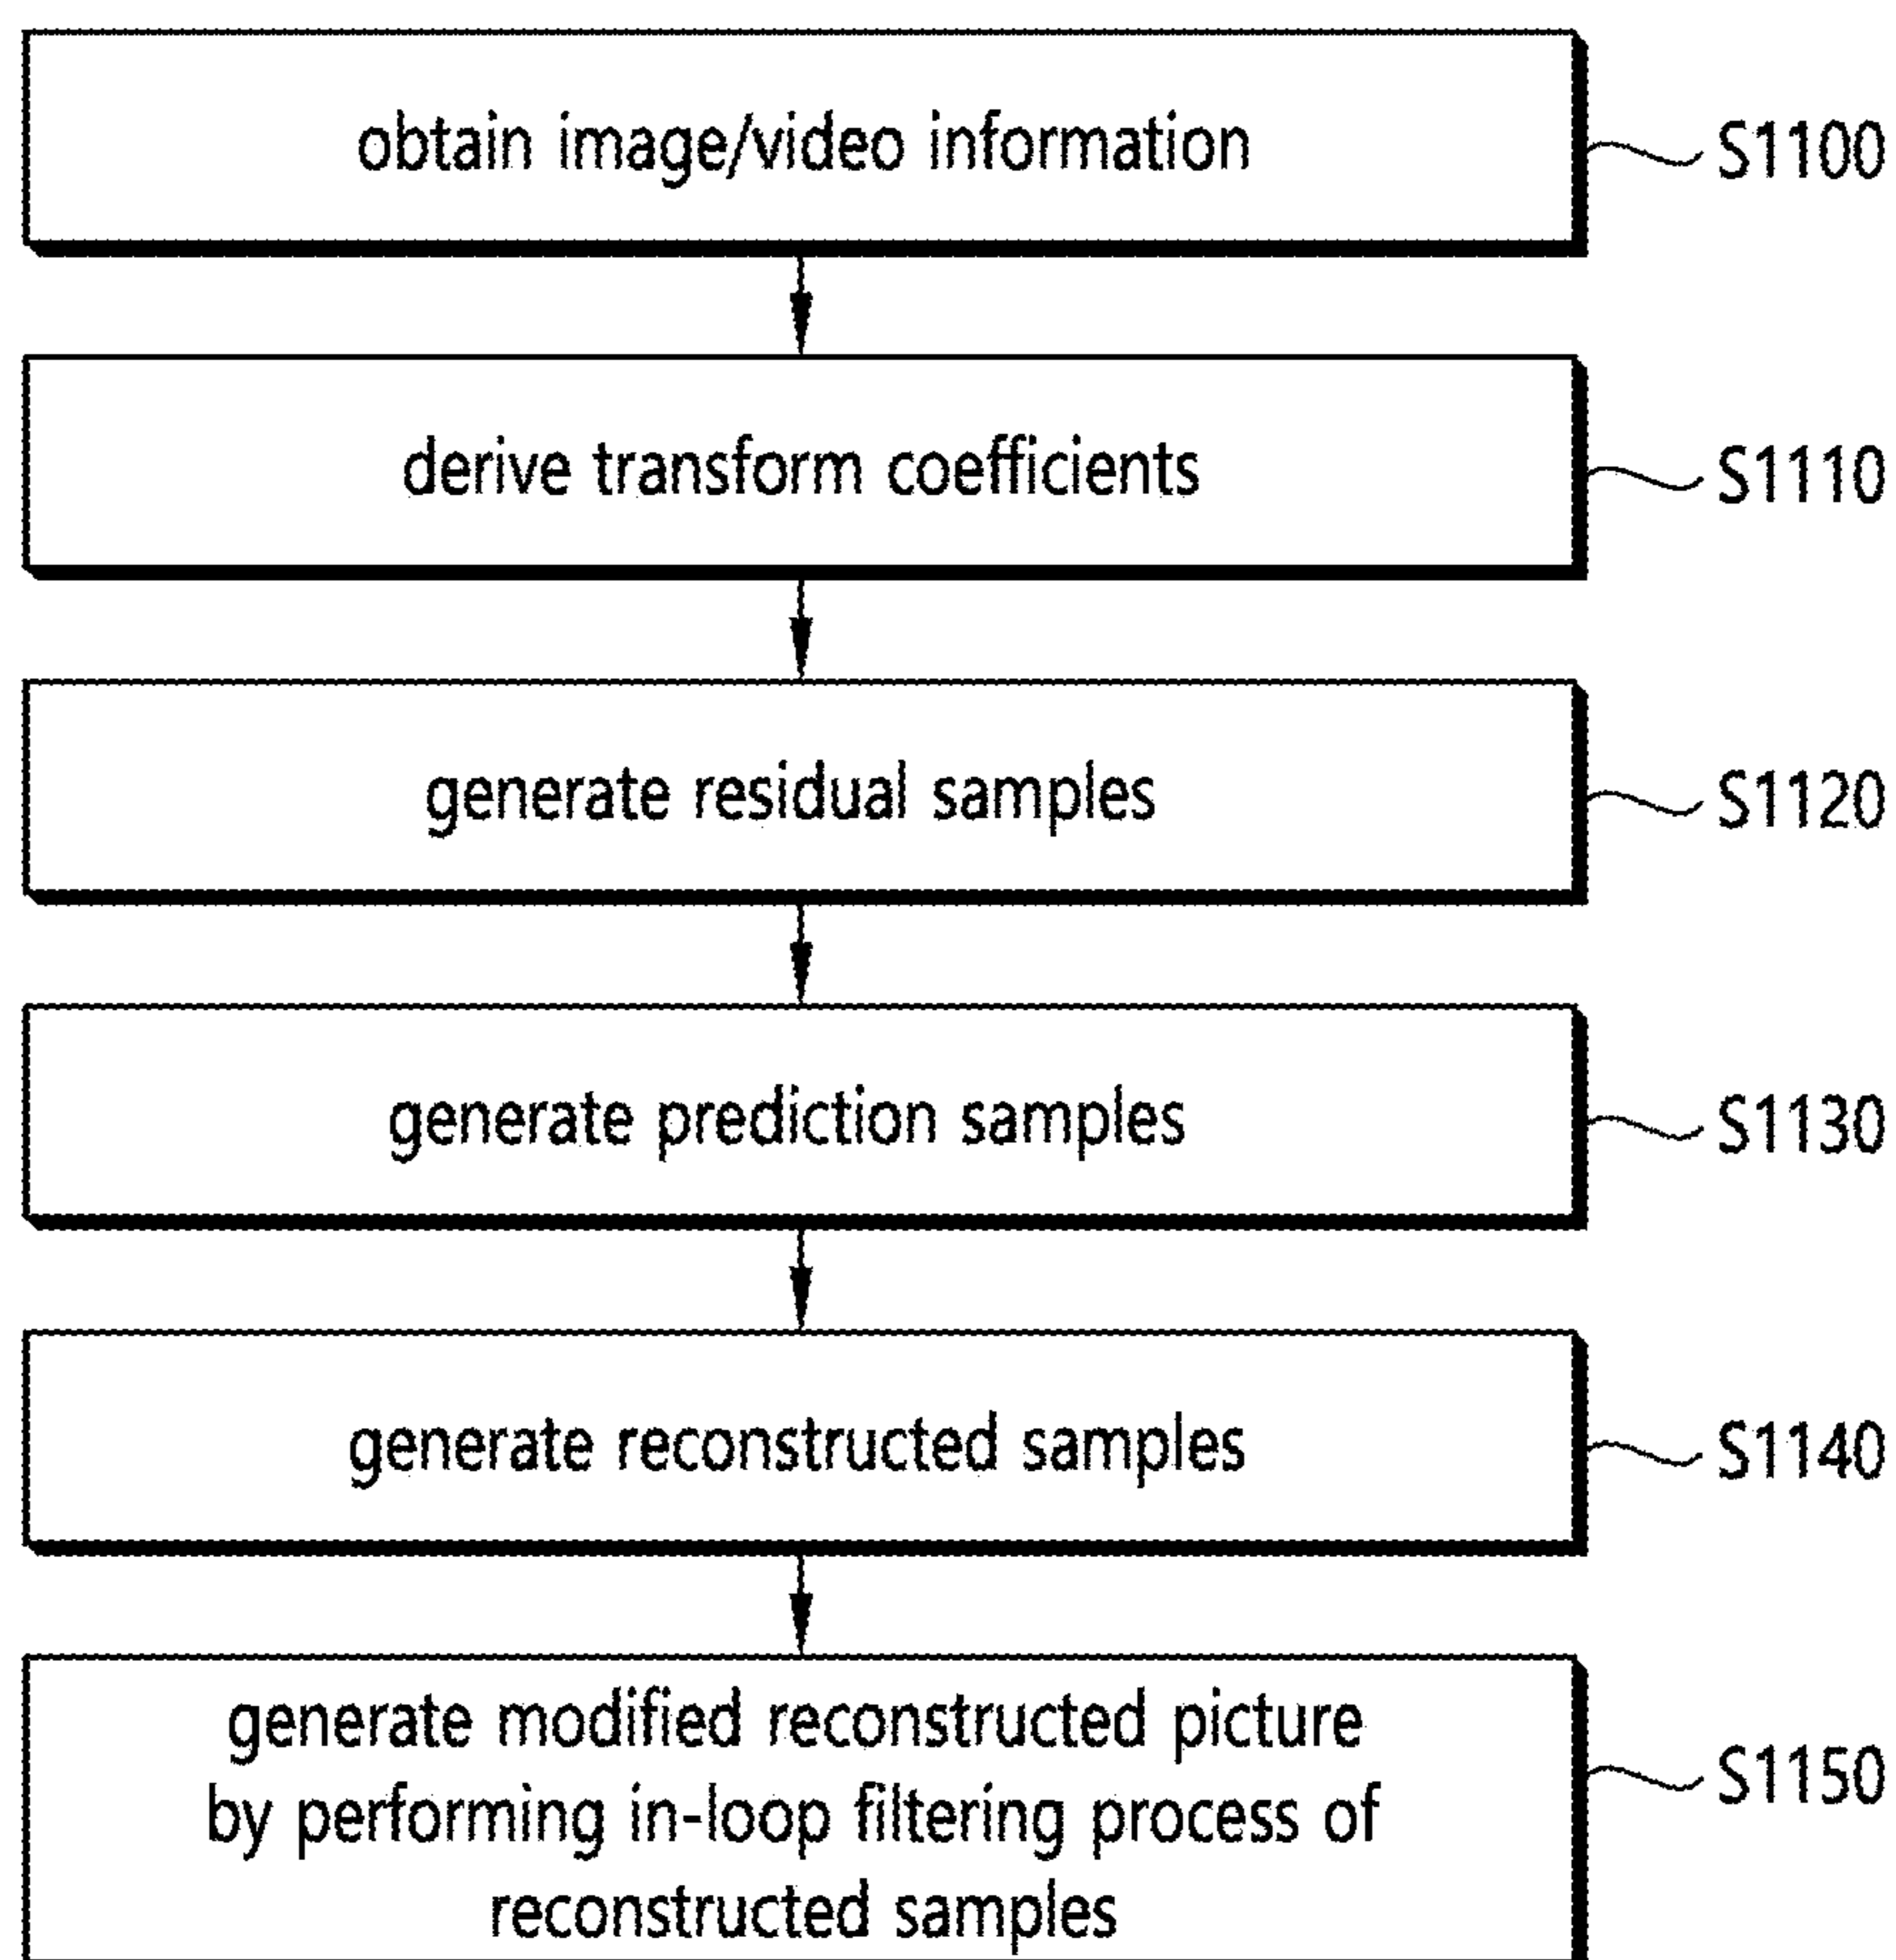 obtain image/video information
S1100
derive transform coefficients
S1110
generate residual samples
S1120
generate prediction samples
S1130
generate reconstructed samples
S1140
generate modified reconstructed picture
by performing in-loop filtering process of
reconstructed samples
S1150